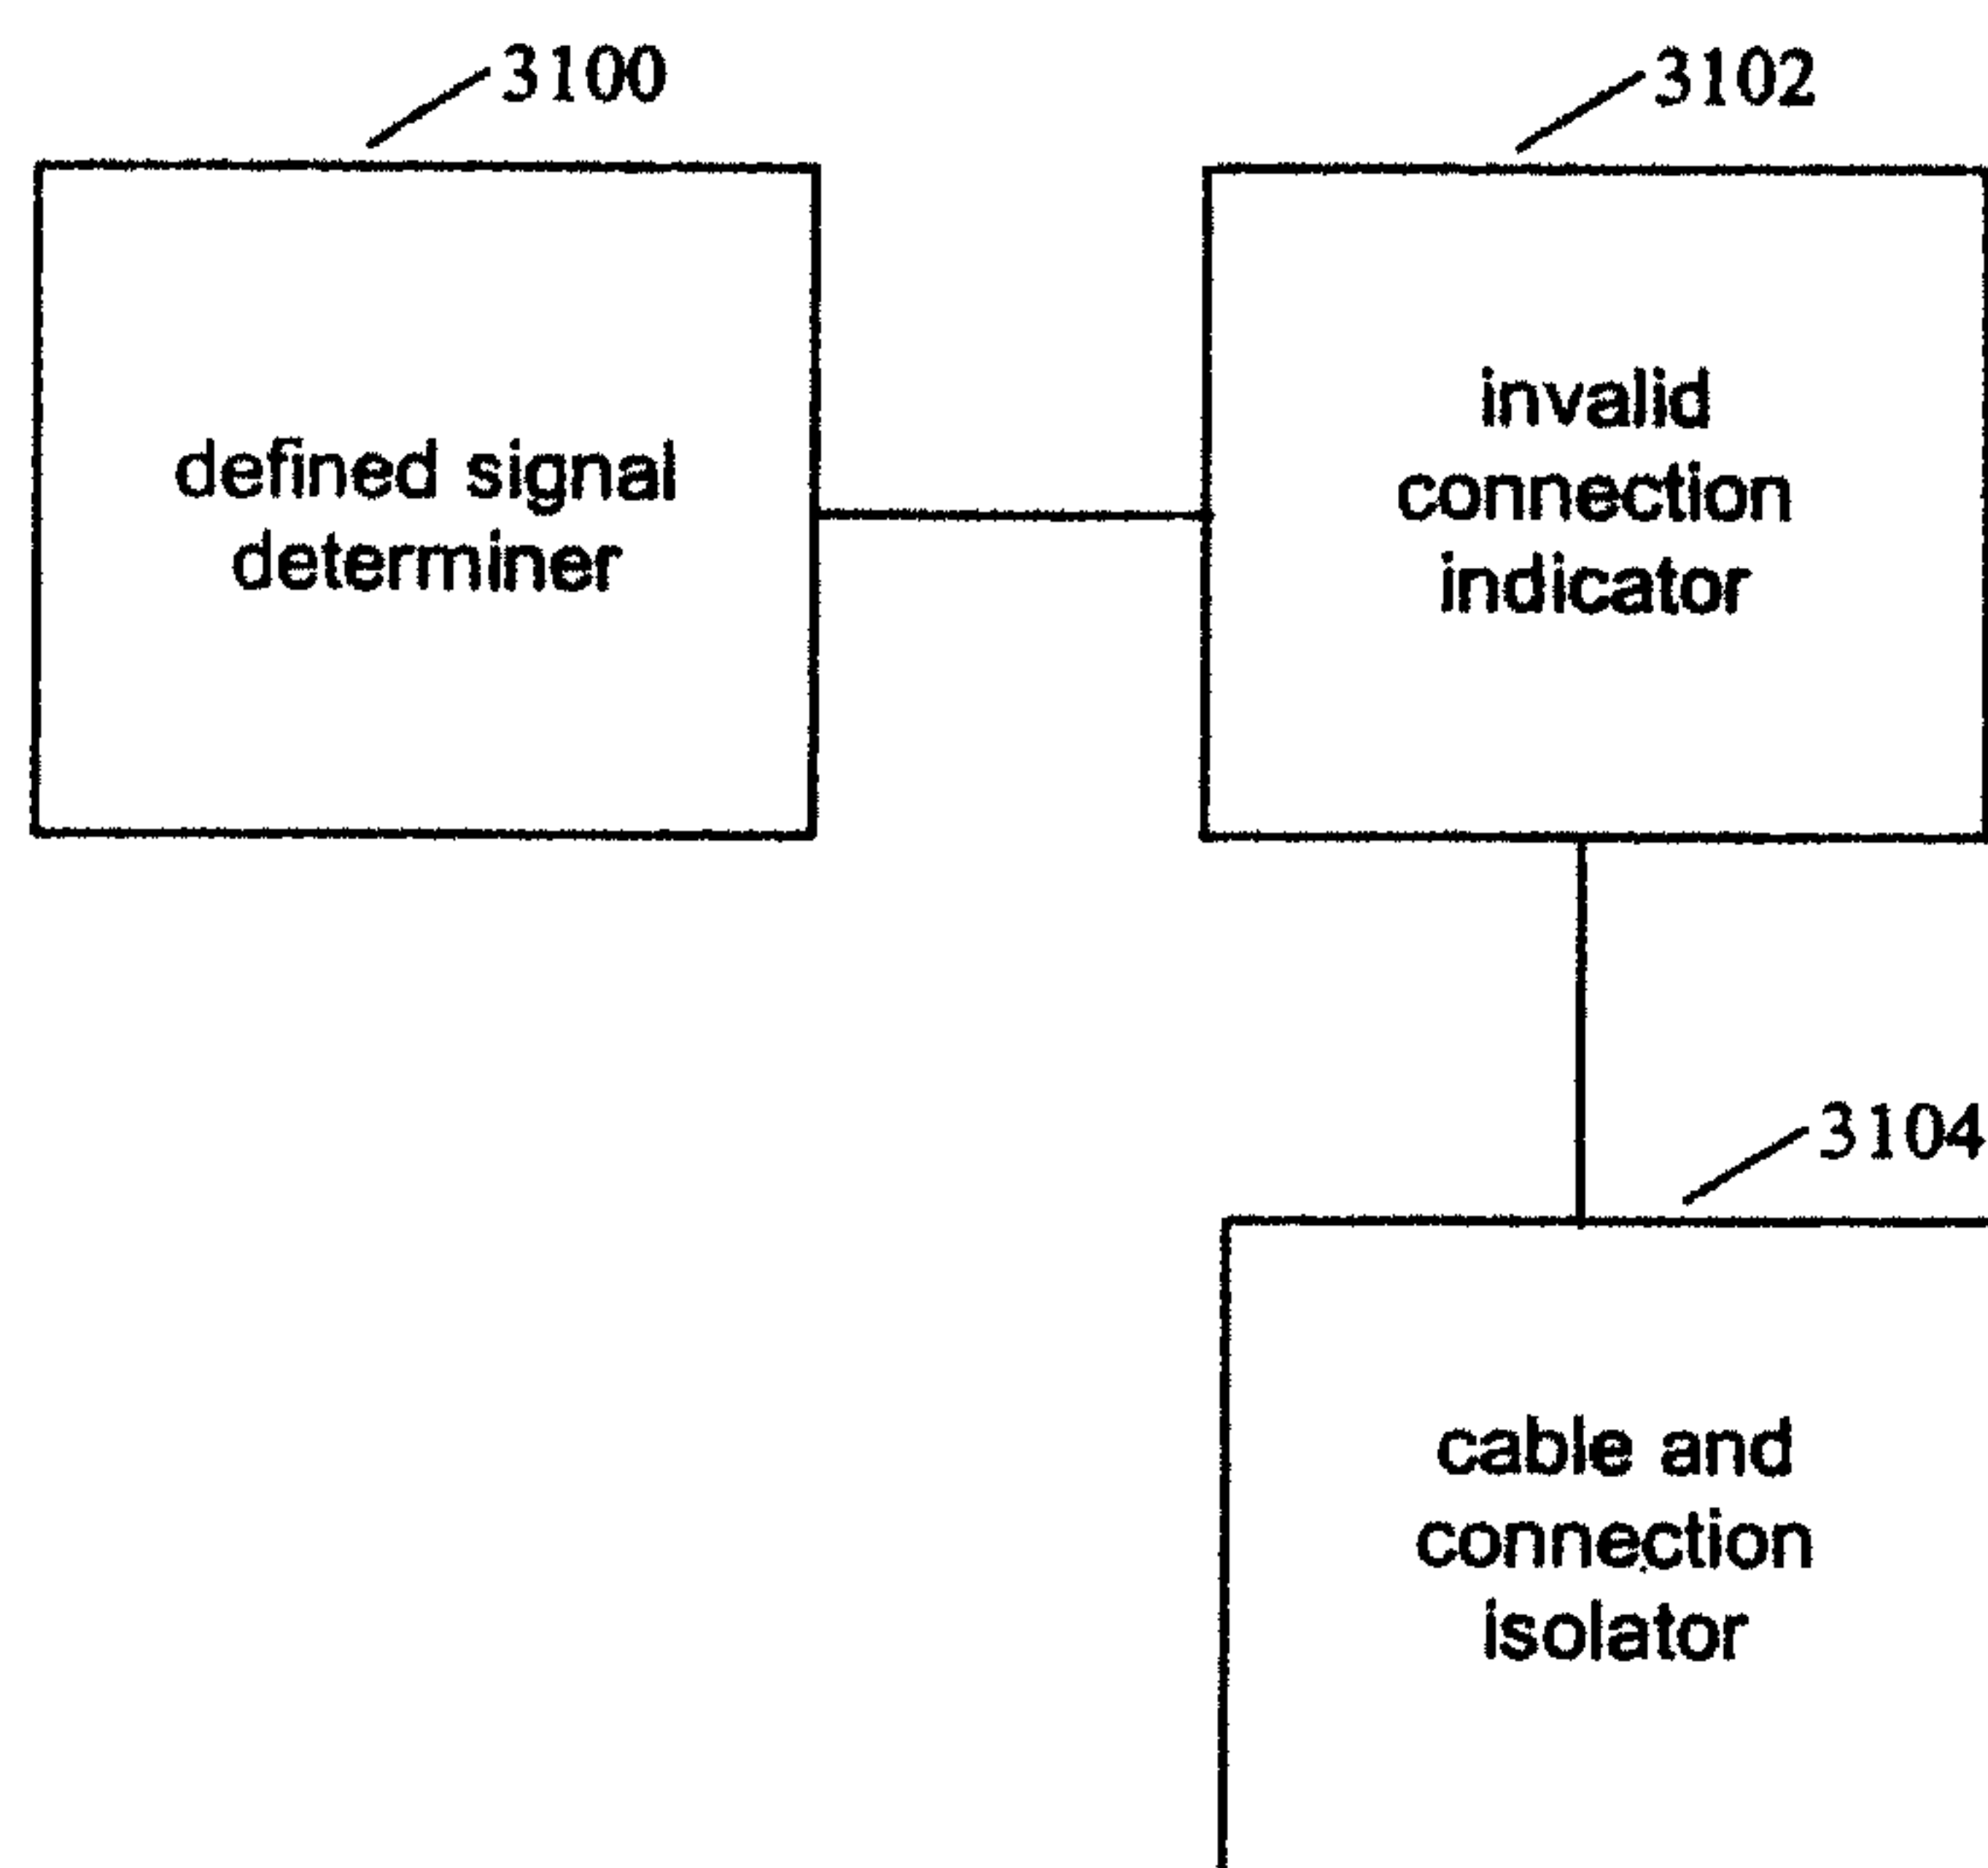 3100
3102
defined signal
determiner
invalid
connection
indicator
3104
cable and
connection
isolator